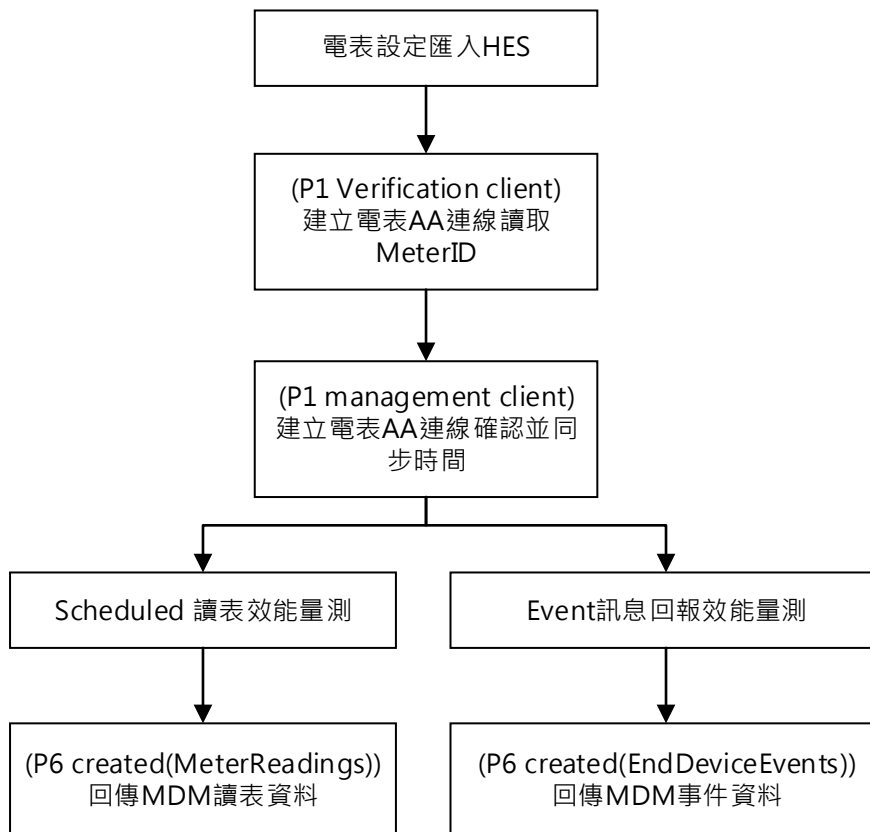 電表設定匯入HES
(P1 Verification client)
建立電表AA連線讀取
MeterID
(P1 management client)
建立電表AA連線確認並同
步時間
Scheduled 讀表效能量測
Event訊息回報效能量測
(P6 created(MeterReadings))
回傳MDM讀表資料
(P6 created(EndDeviceEvents))
回傳MDM事件資料